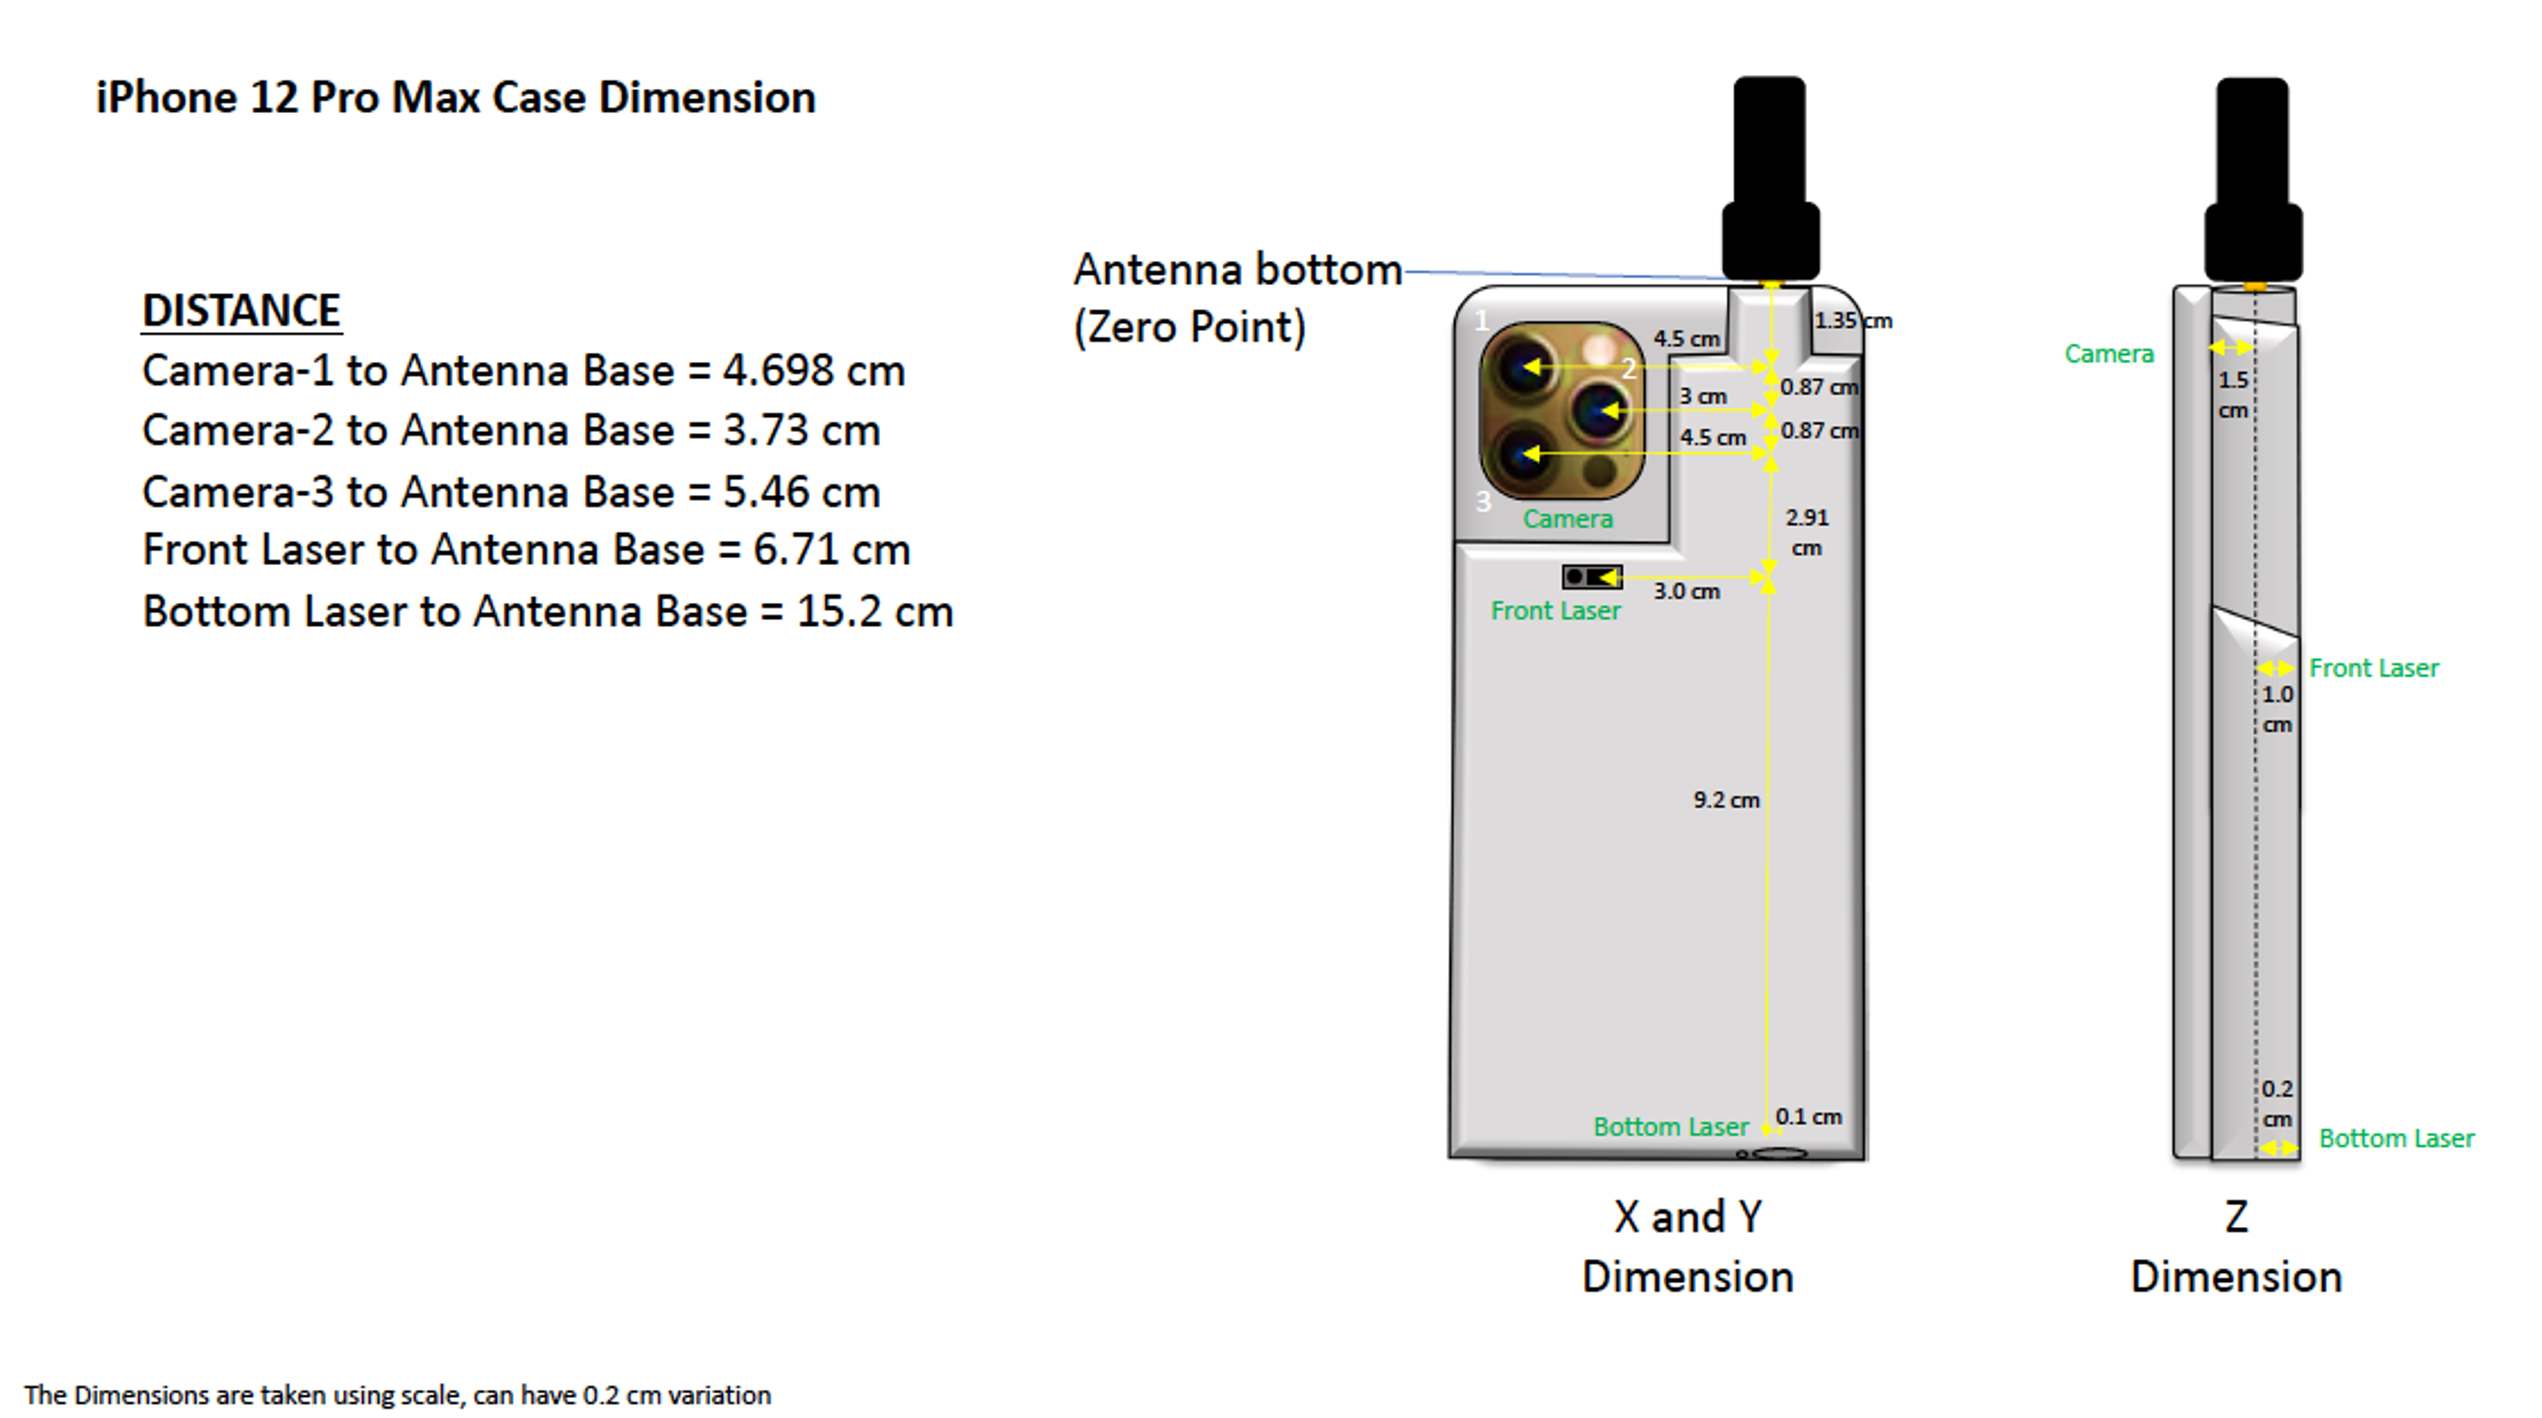 iPhone 12 Pro Max Case Dimension
DISTANCE
Camera-1 to Antenna Base = 4.698 cm
Camera-2 to Antenna Base = 3.73 cm
Camera-3 to Antenna Base = 5.46 cm
Front Laser to Antenna Base = 6.71 cm
Bottom Laser to Antenna Base = 15.2 cm
Antenna bottom
(Zero Point)
1
2
3
4.5 cm
1.35 cm
3 cm
0.87 cm
4.5 cm
0.87 cm
Camera
2.91
cm
3.0 cm
Front Laser
9.2 cm
0.1 cm
Bottom Laser
X and Y
Dimension
Camera
1.5
cm
Front Laser
1.0
cm
0.2
cm
Bottom Laser
Z
Dimension
The Dimensions are taken using scale, can have 0.2 cm variation